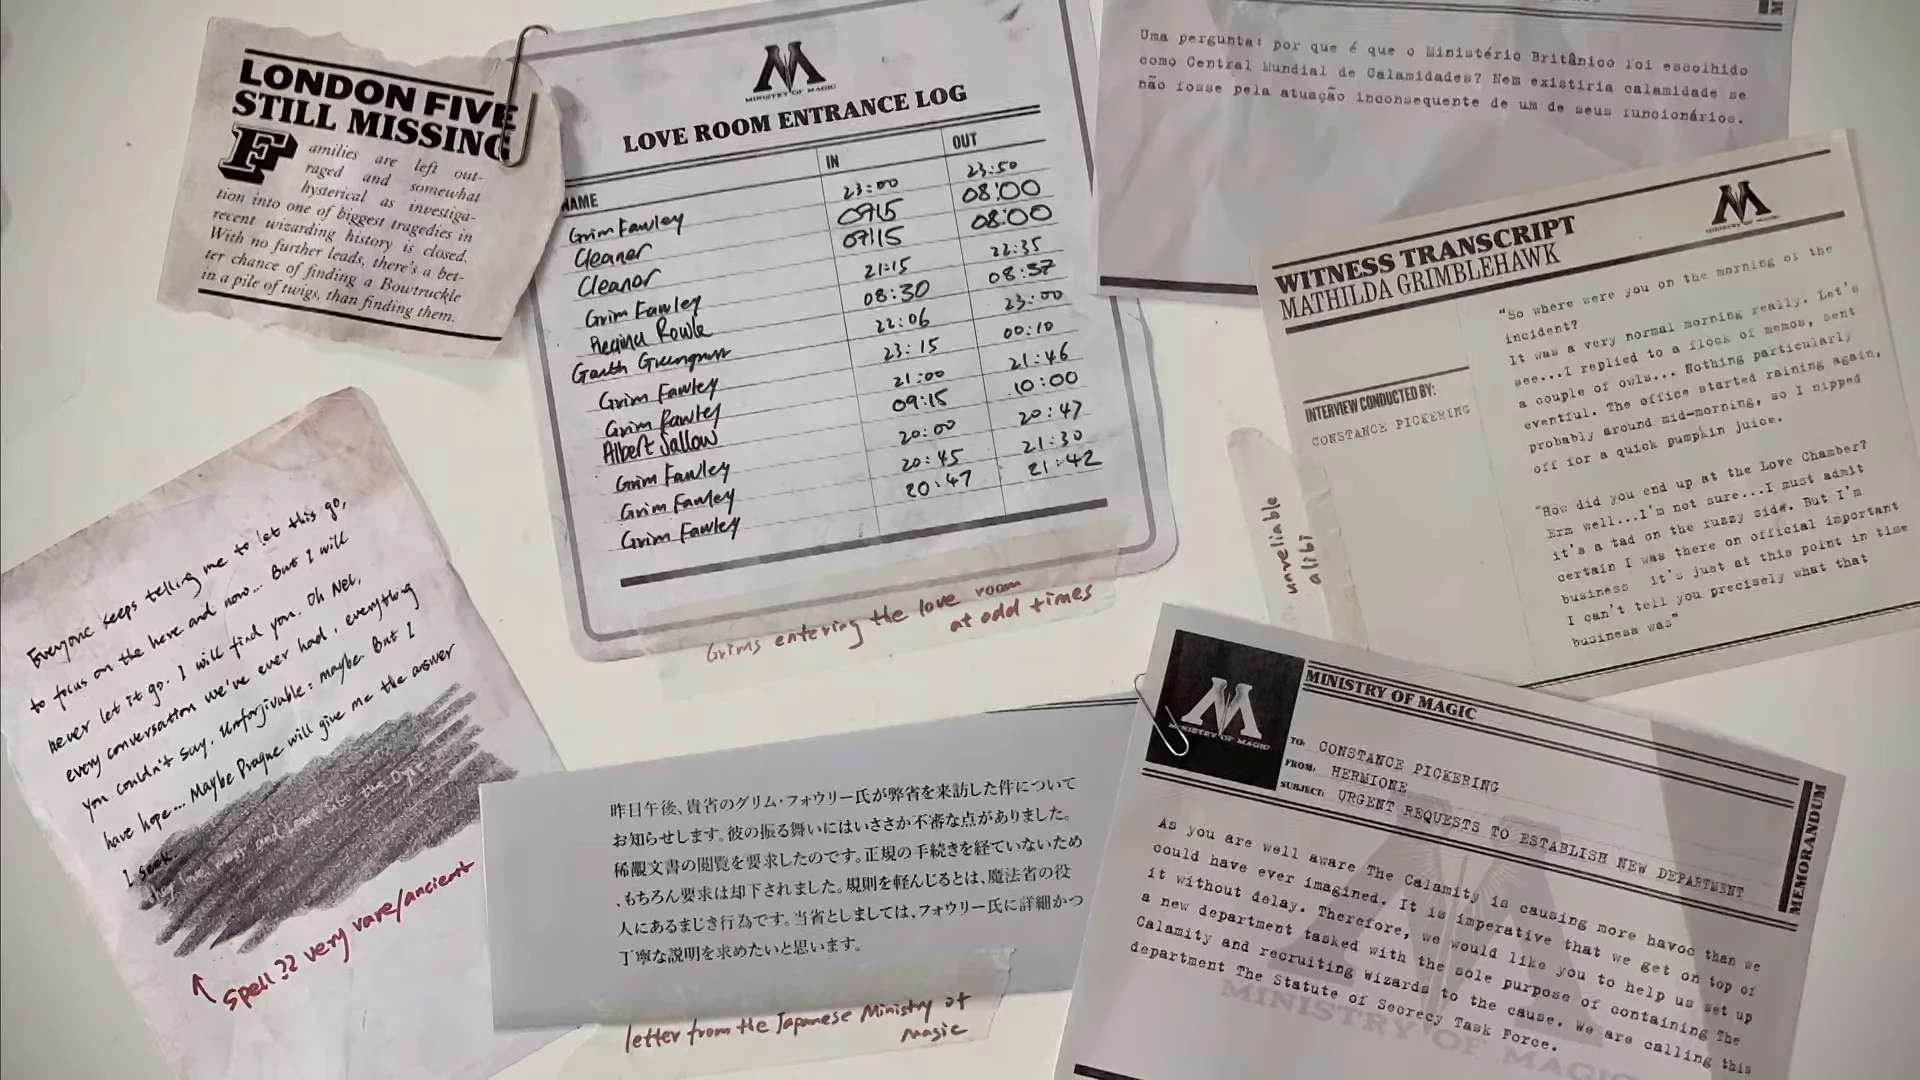 LONDON FIVE
STILL MISSING
Families are left out-
raged and somewhat
hysterical as investiga-
tion into one of biggest tragedies in
recent wizarding history is closed.
With no further leads, there's a bet-
ter chance of finding a Bowtruckle
in a pile of twigs, than finding them.
MINISTRY OF MAGIC
LOVE ROOM ENTRANCE LOG
NAME IN OUT
Grim Fawley 23:00 23:50
Cleaner 07:15 08:00
Cleaner 07:15 08:00
Grim Fawley 21:15 22:35
Regina Rowle 08:30 08:57
Garth Greengrass 22:06 23:00
Grim Fawley 23:15 00:10
Grim Fawley 21:00 21:46
Albert Sallow 09:15 10:00
Grim Fawley 20:00 20:47
Grim Fawley 20:45 21:30
Grim Fawley 20:47 21:42
Grims entering the love room
at odd times
Uma pergunta: por que é que o Ministério Britânico foi escolhido
como Central Mundial de Calamidades? Nem existiria calamidade se
não fosse pela atuação inconsequente de um de seus funcionários.
MINISTRY OF MAGIC
WITNESS TRANSCRIPT
MATHILDA GRIMBLEHAWK
INTERVIEW CONDUCTED BY:
CONSTANCE PICKERING
"So where were you on the morning of the
incident?
It was a very normal morning really. Let's
see...I replied to a flock of memos, sent
a couple of owls... Nothing particularly
eventful. The office started raining again,
probably around mid-morning, so I nipped
off for a quick pumpkin juice.
"How did you end up at the Love Chamber?
Erm well...I'm not sure...I must admit
it's a tad on the fuzzy side. But I'm
certain I was there on official important
business it's just at this point in time
I can't tell you precisely what that
business was"
unreliable
alibi
Everyone keeps telling me to let this go,
to focus on the here and now... But I will
never let it go. I will find you. Oh Nel,
every conversation we've ever had, everything
you couldn't say. Unforgivable: maybe. But I
have hope... Maybe Prague will give me the answer
I seek.
↑
Spell?? very rare/ancient
昨日午後、貴省のグリム・フォウリー氏が弊省を来訪した件について
お知らせします。彼の振る舞いにはいささか不審な点がありました。
稀覯文書の閲覧を要求したのです。正規の手続きを経ていないため
、もちろん要求は却下されました。規則を軽んじるとは、魔法省の役
人にあるまじき行為です。当省としましては、フォウリー氏に詳細かつ
丁寧な説明を求めたいと思います。
letter from the Japanese Ministry of
Magic
MINISTRY OF MAGIC
MINISTRY OF MAGIC
TO: CONSTANCE PICKERING
FROM: HERMIONE
SUBJECT: URGENT REQUESTS TO ESTABLISH NEW DEPARTMENT
MEMORANDUM
As you are well aware The Calamity is causing more havoc than we
could have ever imagined. It is imperative that we get on top of
it without delay. Therefore, we would like you to help us set up
a new department tasked with the sole purpose of containing The
Calamity and recruiting Wizards to the cause. We are calling this
department The Statute of Secrecy Task Force.
MINISTRY OF MAGIC